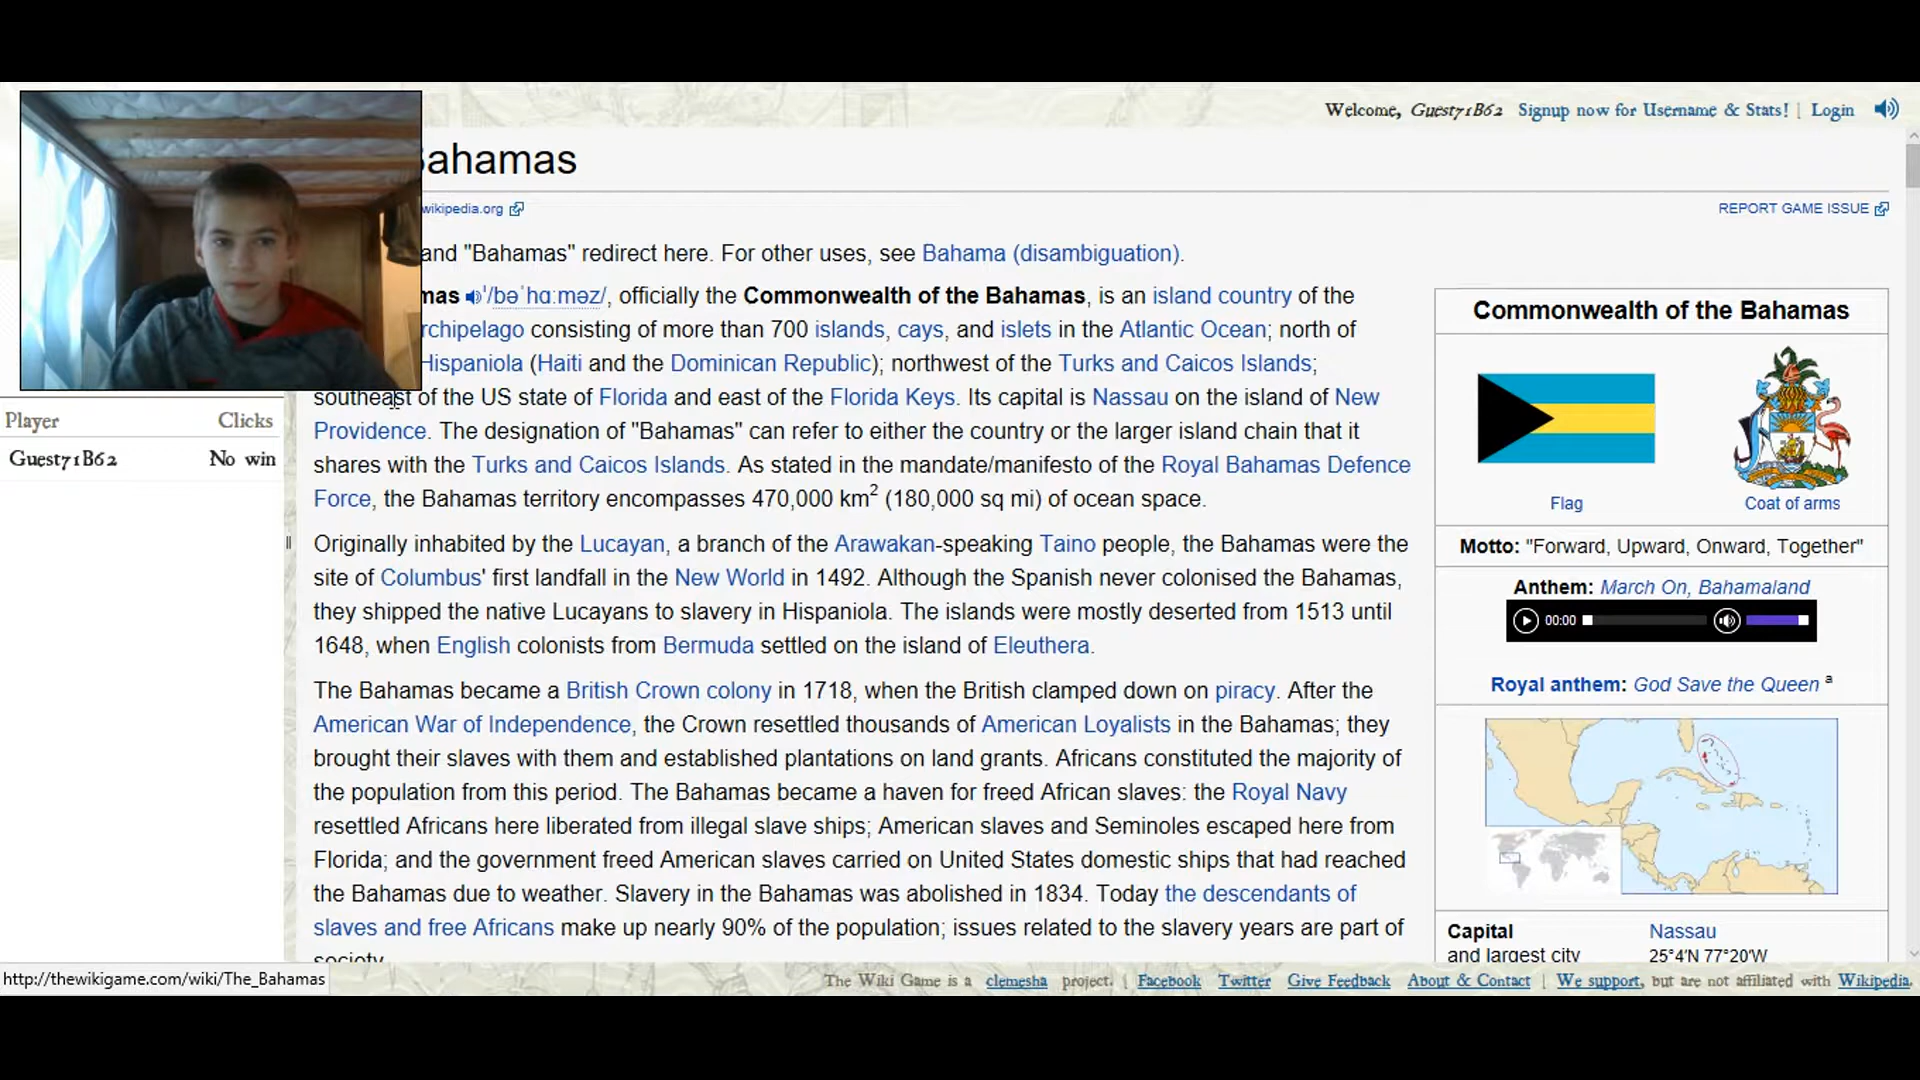 Welcome, Guest71B62 Signup now for Username & Stats! | Login
Bahamas
wikipedia.org
REPORT GAME ISSUE
and "Bahamas" redirect here. For other uses, see Bahama (disambiguation).
mas /bəˈhɑːməz/, officially the Commonwealth of the Bahamas, is an island country of the
rchipelago consisting of more than 700 islands, cays, and islets in the Atlantic Ocean; north of
Hispaniola (Haiti and the Dominican Republic); northwest of the Turks and Caicos Islands;
southeast of the US state of Florida and east of the Florida Keys. Its capital is Nassau on the island of New
Providence. The designation of "Bahamas" can refer to either the country or the larger island chain that it
shares with the Turks and Caicos Islands. As stated in the mandate/manifesto of the Royal Bahamas Defence
Force, the Bahamas territory encompasses 470,000 km2 (180,000 sq mi) of ocean space.
Originally inhabited by the Lucayan, a branch of the Arawakan-speaking Taino people, the Bahamas were the
site of Columbus' first landfall in the New World in 1492. Although the Spanish never colonised the Bahamas,
they shipped the native Lucayans to slavery in Hispaniola. The islands were mostly deserted from 1513 until
1648, when English colonists from Bermuda settled on the island of Eleuthera.
The Bahamas became a British Crown colony in 1718, when the British clamped down on piracy. After the
American War of Independence, the Crown resettled thousands of American Loyalists in the Bahamas; they
brought their slaves with them and established plantations on land grants. Africans constituted the majority of
the population from this period. The Bahamas became a haven for freed African slaves: the Royal Navy
resettled Africans here liberated from illegal slave ships; American slaves and Seminoles escaped here from
Florida; and the government freed American slaves carried on United States domestic ships that had reached
the Bahamas due to weather. Slavery in the Bahamas was abolished in 1834. Today the descendants of
slaves and free Africans make up nearly 90% of the population; issues related to the slavery years are part of
society.
Commonwealth of the Bahamas
Flag
Coat of arms
Motto: "Forward, Upward, Onward, Together"
Anthem: March On, Bahamaland
00:00
Royal anthem: God Save the Queen a
Capital
and largest city
Nassau
25°4′N 77°20′W
Player Clicks
Guest71B62 No win
http://thewikigame.com/wiki/The_Bahamas
The Wiki Game is a clemesha project. | Facebook Twitter Give Feedback About & Contact | We support, but are not affiliated with Wikipedia.